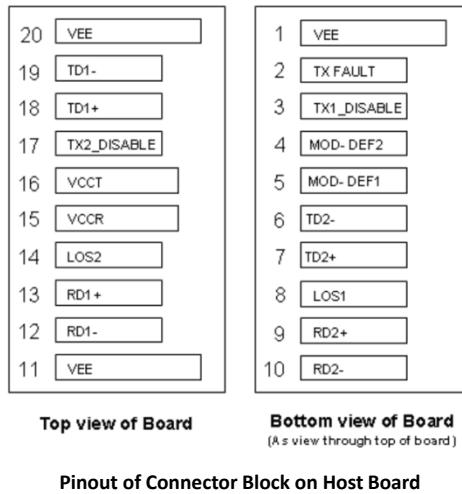 20 VEE
19 TD1-
18 TD1+
17 TX2_DISABLE
16 VCCT
15 VCCR
14 LOS2
13 RD1+
12 RD1-
11 VEE
Top view of Board
1 VEE
2 TX FAULT
3 TX1_DISABLE
4 MOD- DEF2
5 MOD- DEF1
6 TD2-
7 TD2+
8 LOS1
9 RD2+
10 RD2-
Bottom view of Board
(As view through top of board)
Pinout of Connector Block on Host Board